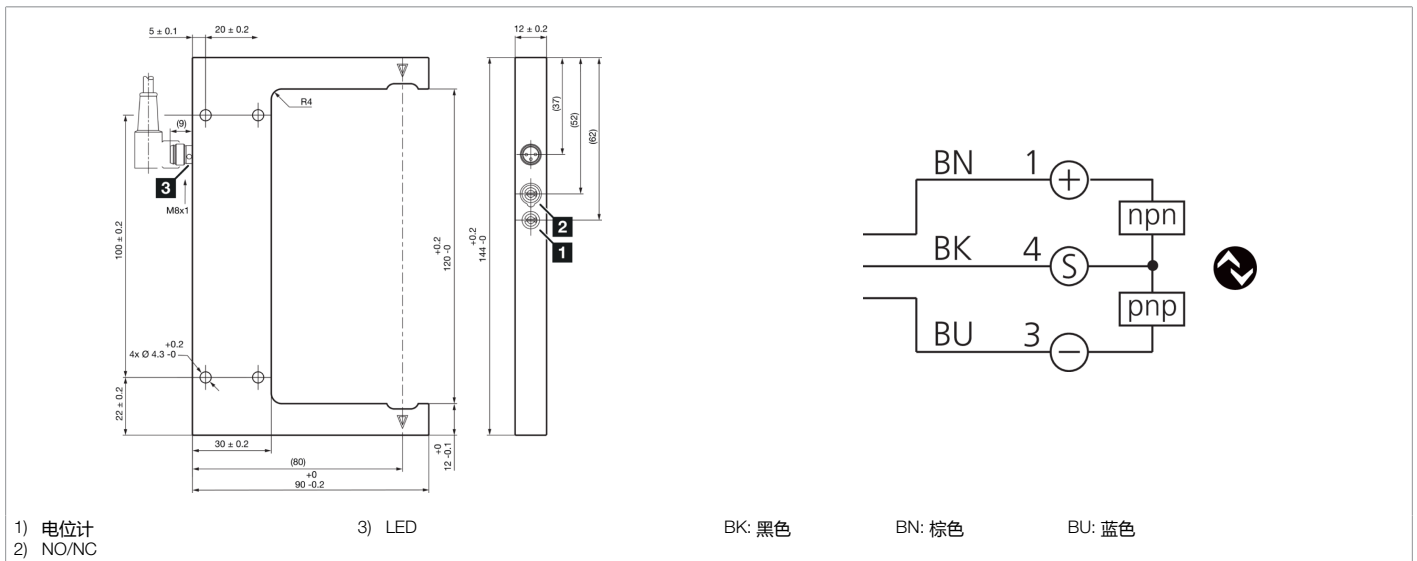 5 ± 0.1
20 ± 0.2
12 ± 0.2
R4
(9)
(37)
(52)
(62)
3
M8x1
2
1
100 ± 0.2
+0.2
120 -0
+0.2
144 -0
+0.2
4x Ø 4.3 -0
22 ± 0.2
30 ± 0.2
(80)
+0
90 -0.2
+0
12 -0.1
BN 1 +
npn
BK 4 S
pnp
BU 3 −
1) 电位计
2) NO/NC
3) LED
BK: 黑色
BN: 棕色
BU: 蓝色